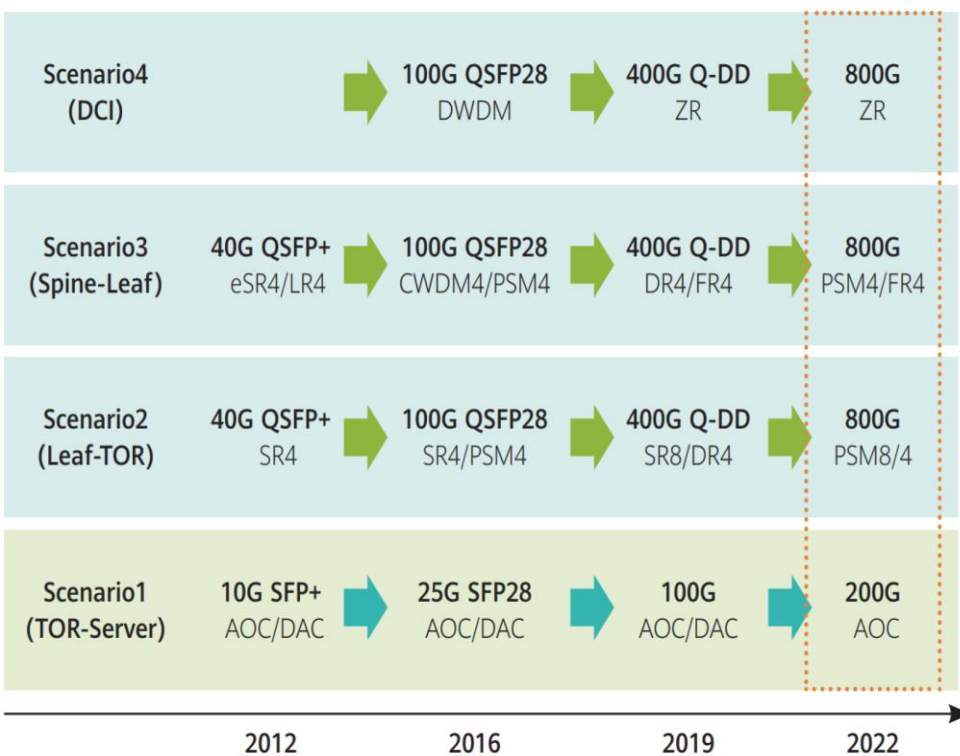 Scenario4 100G QSFP28 400G Q-DD 800G
(DCI) DWDM ZR ZR
Scenario3 40G QSFP+ 100G QSFP28 400G Q-DD 800G
(Spine-Leaf) eSR4/LR4 CWDM4/PSM4 DR4/FR4 PSM4/FR4
Scenario2 40G QSFP+ 100G QSFP28 400G Q-DD 800G
(Leaf-TOR) SR4 SR4/PSM4 SR8/DR4 PSM8/4
Scenario1 10G SFP+ 25G SFP28 100G 200G
(TOR-Server) AOC/DAC AOC/DAC AOC/DAC AOC
2012 2016 2019 2022